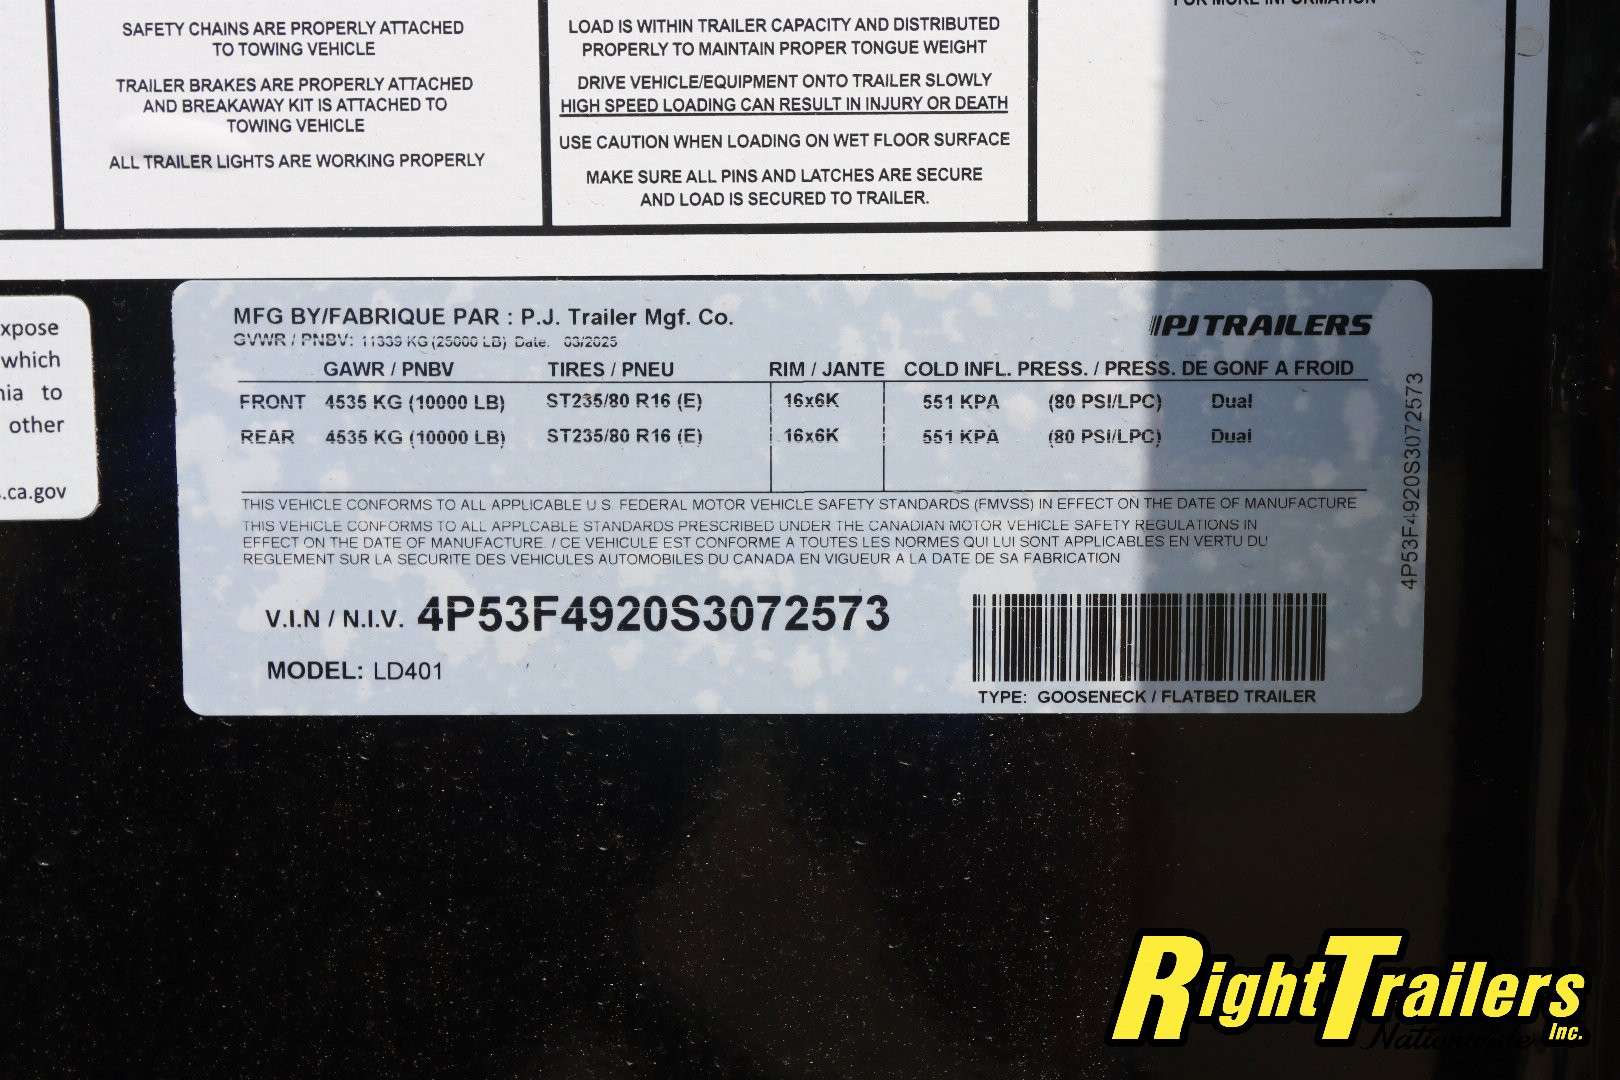 SAFETY CHAINS ARE PROPERLY ATTACHED
TO TOWING VEHICLE
TRAILER BRAKES ARE PROPERLY ATTACHED
AND BREAKAWAY KIT IS ATTACHED TO
TOWING VEHICLE
ALL TRAILER LIGHTS ARE WORKING PROPERLY
LOAD IS WITHIN TRAILER CAPACITY AND DISTRIBUTED
PROPERLY TO MAINTAIN PROPER TONGUE WEIGHT
DRIVE VEHICLE/EQUIPMENT ONTO TRAILER SLOWLY
HIGH SPEED LOADING CAN RESULT IN INJURY OR DEATH
USE CAUTION WHEN LOADING ON WET FLOOR SURFACE
MAKE SURE ALL PINS AND LATCHES ARE SECURE
AND LOAD IS SECURED TO TRAILER.
FOR MORE INFORMATION
xpose
which
nia to
other
.ca.gov
MFG BY/FABRIQUE PAR : P.J. Trailer Mgf. Co.
PJ TRAILERS
GVWR / PNBV: 11339 KG (25000 LB) Date. 03/2025
GAWR / PNBV TIRES / PNEU RIM / JANTE COLD INFL. PRESS. / PRESS. DE GONF A FROID
FRONT 4535 KG (10000 LB) ST235/80 R16 (E) 16x6K 551 KPA (80 PSI/LPC) Dual
REAR 4535 KG (10000 LB) ST235/80 R16 (E) 16x6K 551 KPA (80 PSI/LPC) Dual
THIS VEHICLE CONFORMS TO ALL APPLICABLE U.S. FEDERAL MOTOR VEHICLE SAFETY STANDARDS (FMVSS) IN EFFECT ON THE DATE OF MANUFACTURE
THIS VEHICLE CONFORMS TO ALL APPLCABLE STANDARDS PRESCRIBED UNDER THE CANADIAN MOTOR VEHICLE SAFETY REGULATIONS IN
EFFECT ON THE DATE OF MANUFACTURE. / CE VEHICULE EST CONFORME A TOUTES LES NORMES QUI LUI SONT APPLICABLES EN VERTU DU
REGLEMENT SUR LA SECURITE DES VEHICULES AUTOMOBILES DU CANADA EN VIGUEUR A LA DATE DE SA FABRICATION
V.I.N / N.I.V. 4P53F4920S3072573
MODEL: LD401
TYPE: GOOSENECK / FLATBED TRAILER
4P53F4920S3072573
RightTrailers
Nationwide Inc.